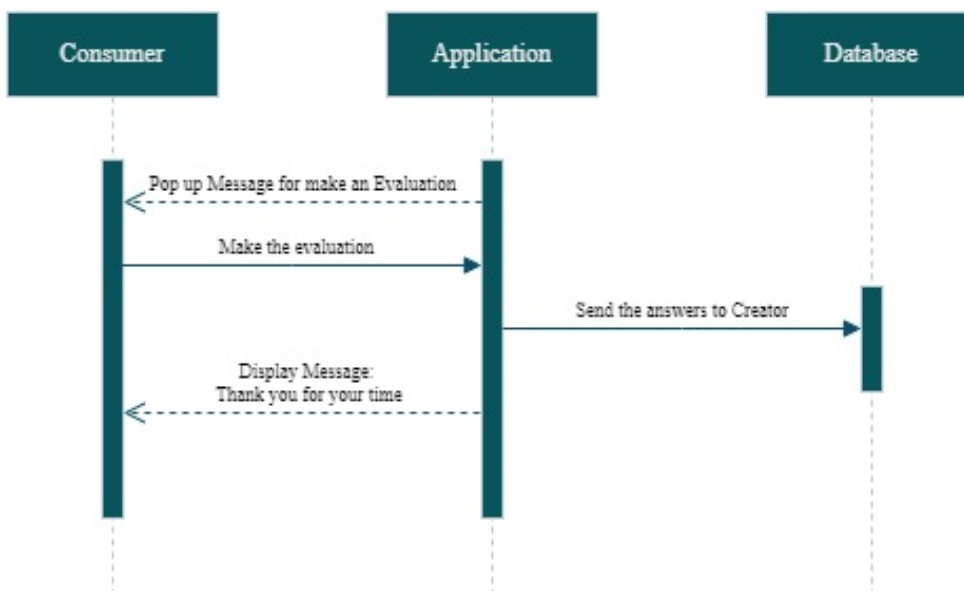 Consumer
Application
Database
Pop up Message for make an Evaluation
Make the evaluation
Send the answers to Creator
Display Message:
Thank you for your time